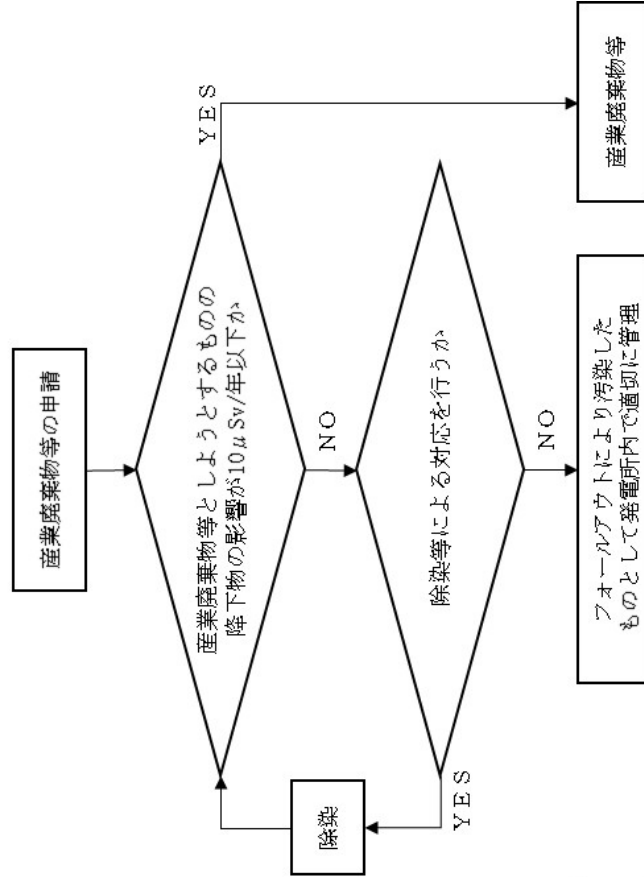 産業廃棄物等の申請
産業廃棄物等としようとするものの
降下物の影響が10μSv/年以下か
YES
NO
除染
除染等による対応を行うか
YES
NO
フォールアウトにより汚染した
ものとして発電所内で適切に管理
産業廃棄物等